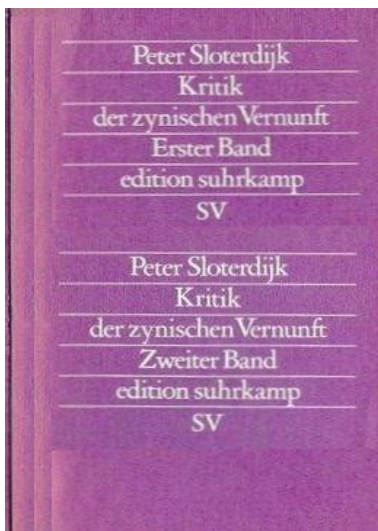 Peter Sloterdijk
Kritik
der zynischen Vernunft
Erster Band
edition suhrkamp
SV
Peter Sloterdijk
Kritik
der zynischen Vernunft
Zweiter Band
edition suhrkamp
SV